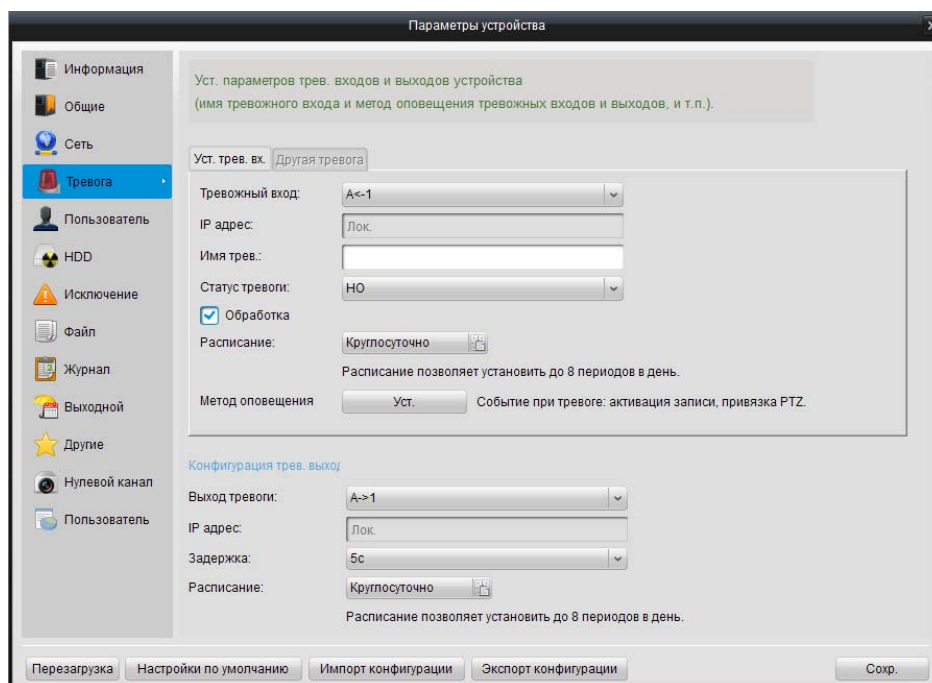 Параметры устройства
Информация
Общие
Сеть
Тревога
Пользователь
HDD
Исключение
Файл
Журнал
Выходной
Другие
Нулевой канал
Пользователь
Уст. параметров трев. входов и выходов устройства
(имя тревожного входа и метод оповещения тревожных входов и выходов, и т.п.).
Уст. трев. вх. Другая тревога
Тревожный вход: A<-1
IP адрес: Лок.
Имя трев.:
Статус тревоги: НО
Обработка
Расписание: Круглосуточно
Расписание позволяет установить до 8 периодов в день.
Метод оповещения Уст. Событие при тревоге: активация записи, привязка PTZ.
Конфигурация трев. выход
Выход тревоги: A->1
IP адрес: Лок.
Задержка: 5с
Расписание: Круглосуточно
Расписание позволяет установить до 8 периодов в день.
Перезагрузка Настройки по умолчанию Импорт конфигурации Экспорт конфигурации Сохр.